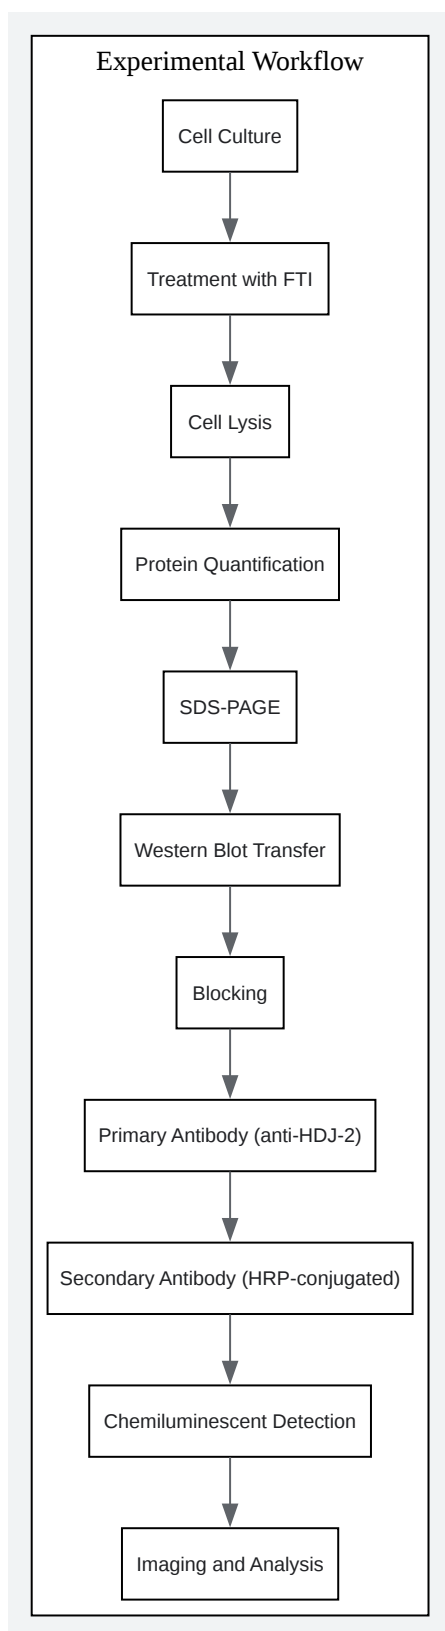 Experimental Workflow
Cell Culture
Treatment with FTI
Cell Lysis
Protein Quantification
SDS-PAGE
Western Blot Transfer
Blocking
Primary Antibody (anti-HDJ-2)
Secondary Antibody (HRP-conjugated)
Chemiluminescent Detection
Imaging and Analysis